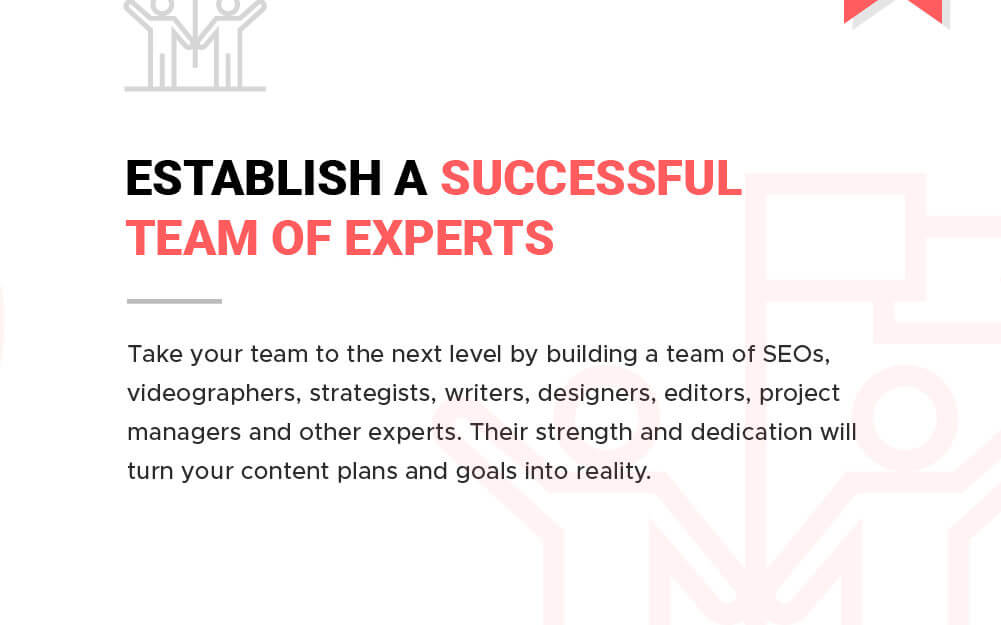 ESTABLISH A SUCCESSFUL
TEAM OF EXPERTS
Take your team to the next level by building a team of SEOs,
videographers, strategists, writers, designers, editors, project
managers and other experts. Their strength and dedication will
turn your content plans and goals into reality.